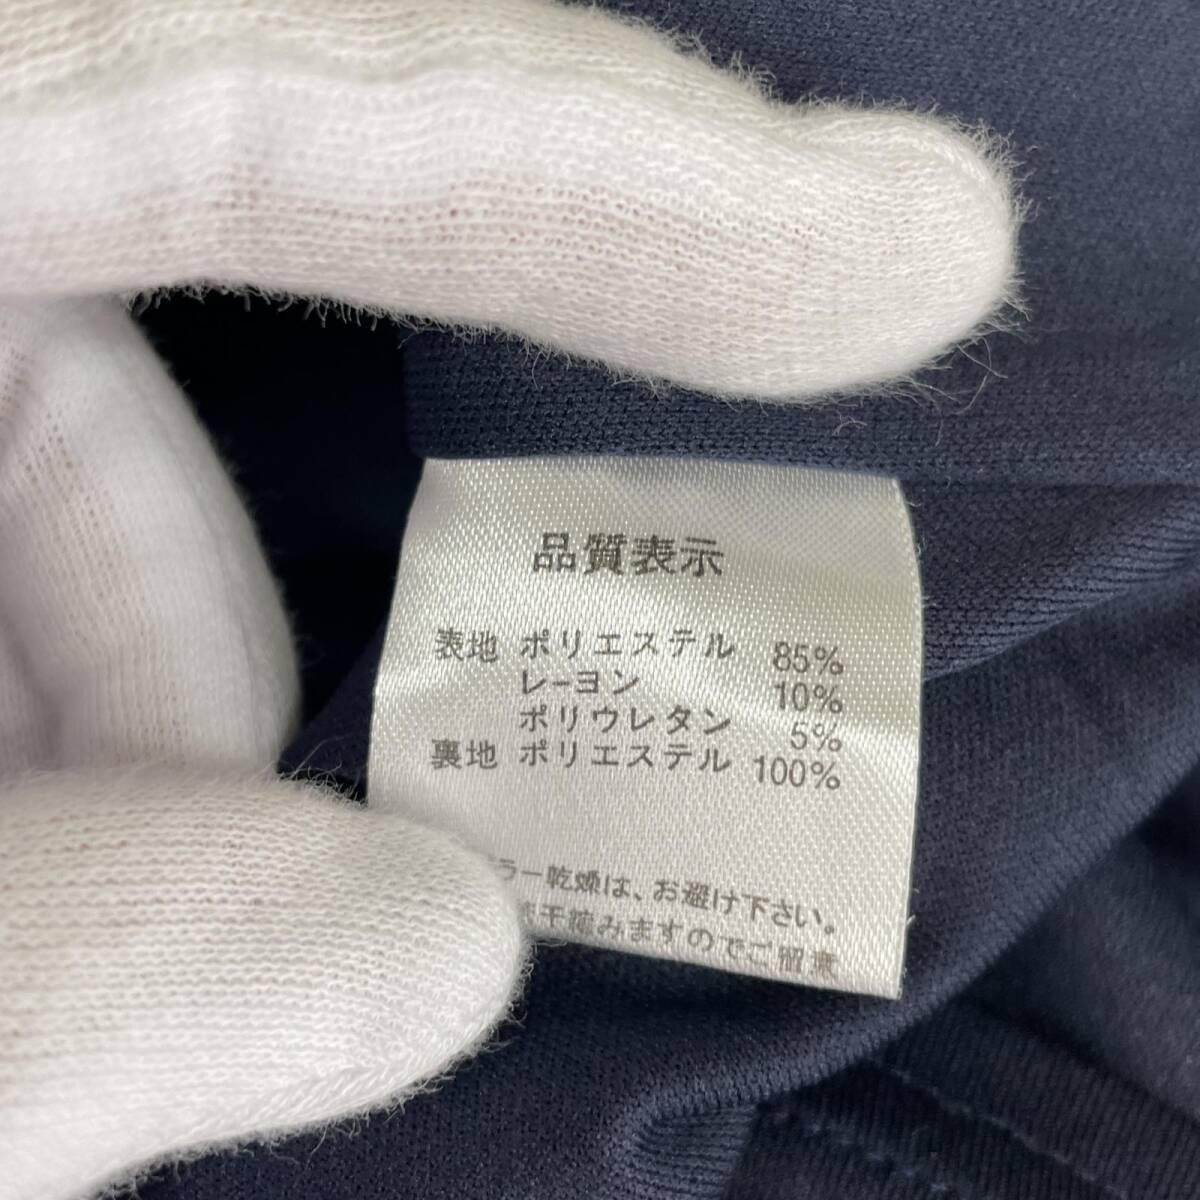 品質表示
表地 ポリエステル 85%
レーヨン 10%
ポリウレタン 5%
裏地 ポリエステル 100%
ラー乾燥は、お避け下さい。
干縮みますのでご留意